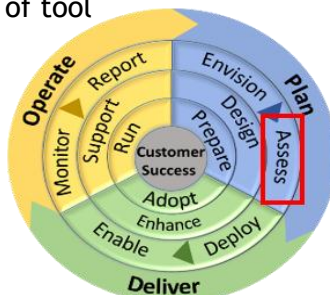 of tool
Operate
Report
Monitor
Support
Run
Envision
Plan
Design
Assess
Prepare
Customer
Success
Adopt
Enhance
Enable
Deploy
Deliver